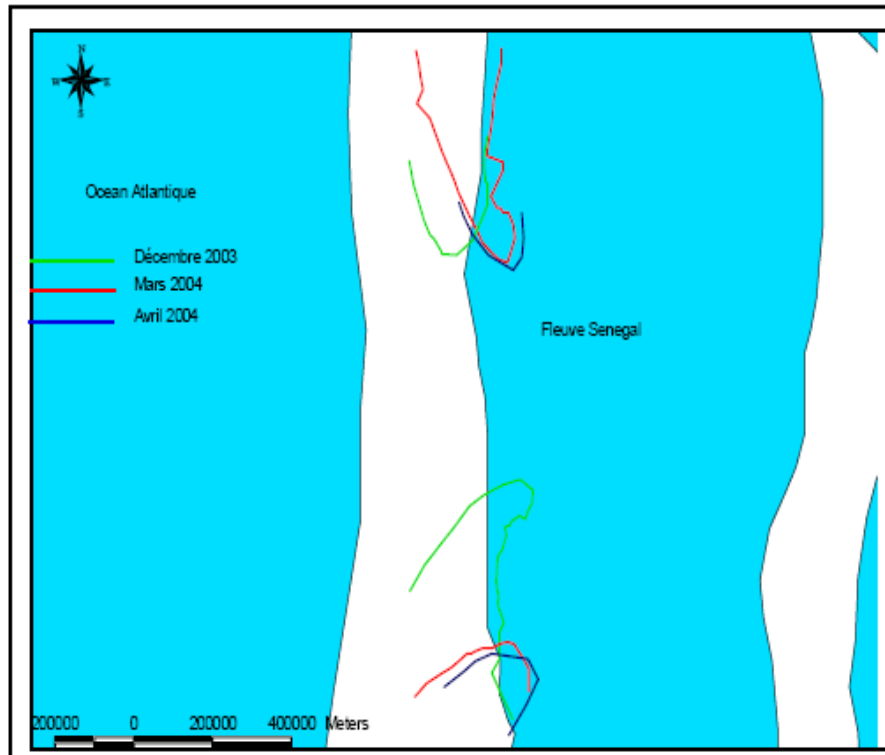 N
W E
S
Ocean Atlantique
Décembre 2003
Mars 2004
Avril 2004
Fleuve Senegal
200000 0 200000 400000 Meters